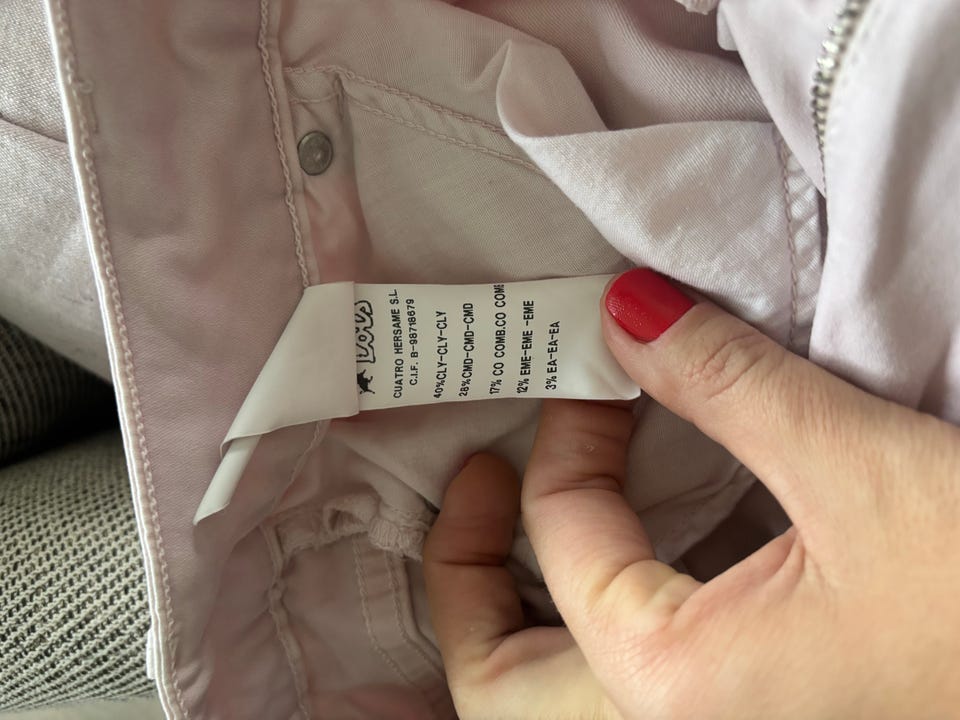 Lois
CUATRO HERSAME S.L
C.I.F. B-98718679
40%CLY-CLY-CLY
28%CMD-CMD-CMD
17% CO COMB.CO COME
12% EME-EME -EME
3% EA-EA-EA